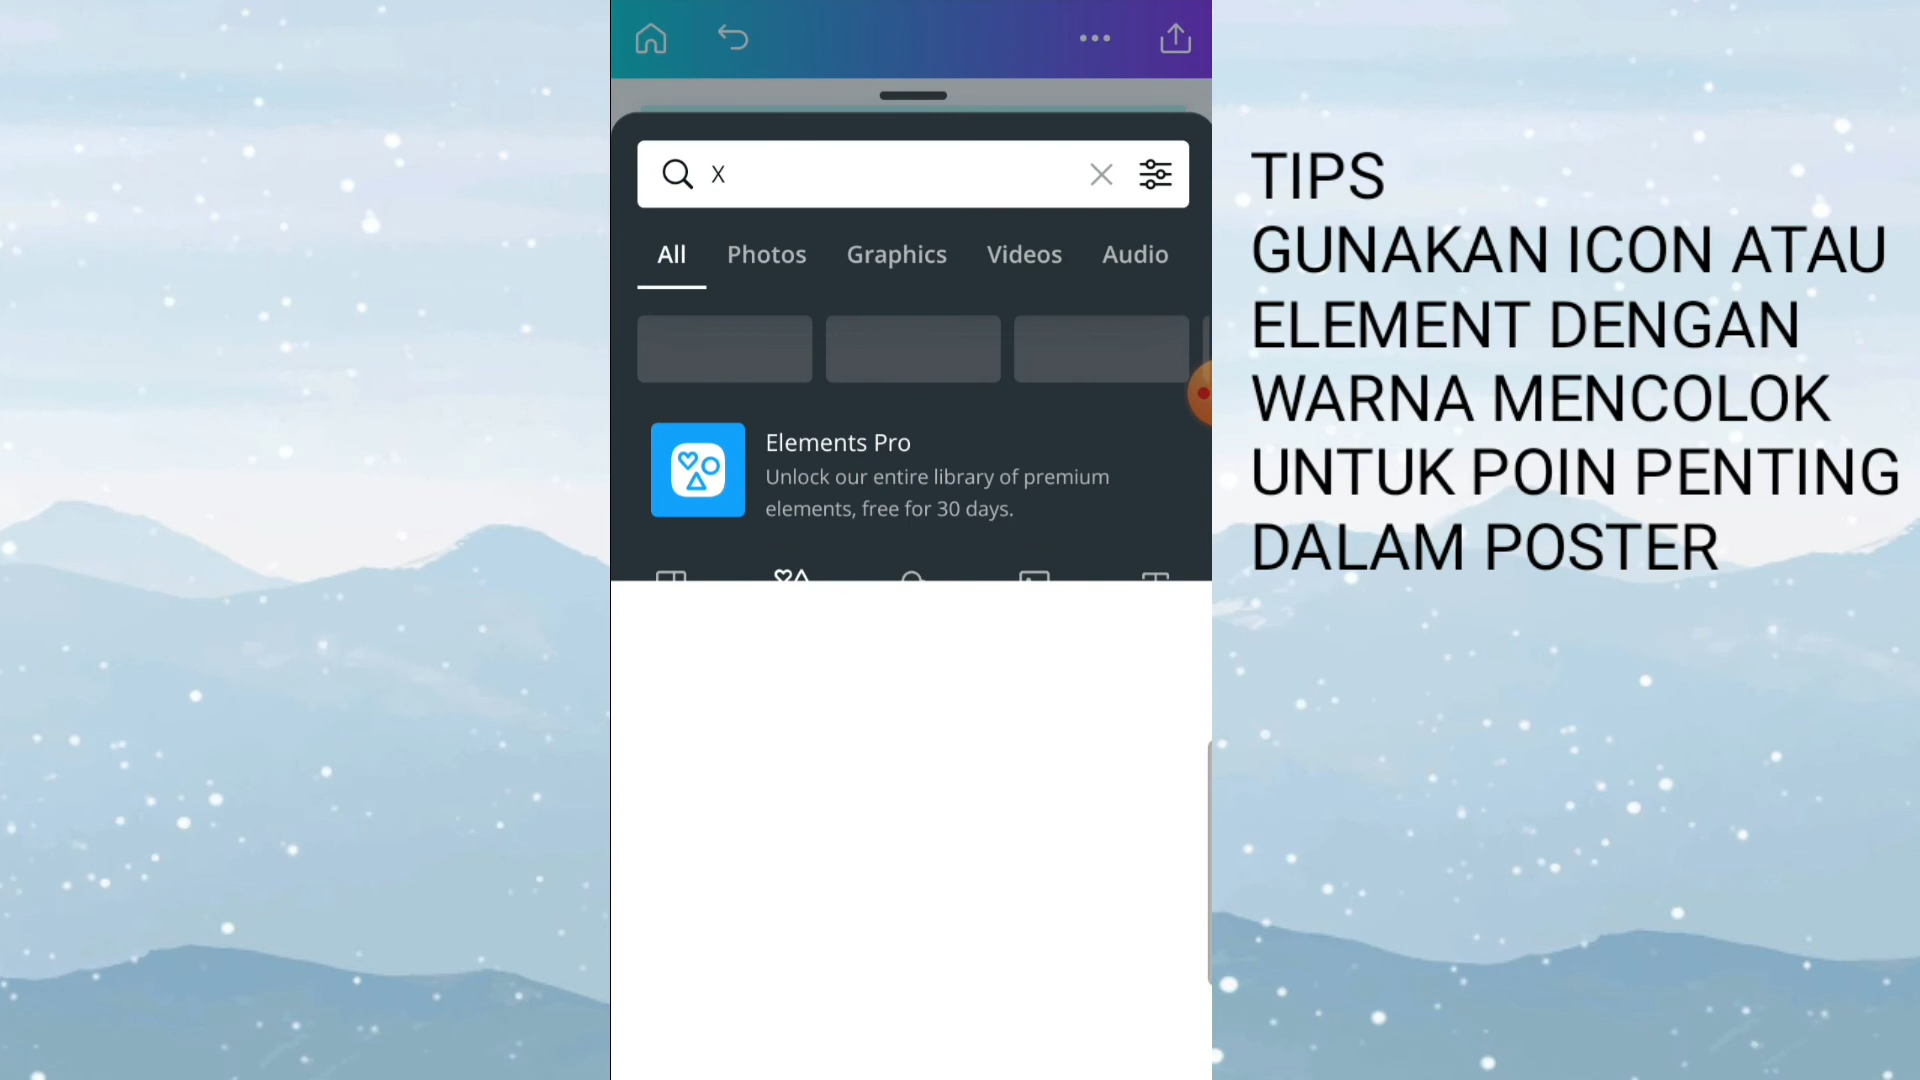 X
All Photos Graphics Videos Audio
Elements Pro
Unlock our entire library of premium
elements, free for 30 days.
TIPS
GUNAKAN ICON ATAU
ELEMENT DENGAN
WARNA MENCOLOK
UNTUK POIN PENTING
DALAM POSTER